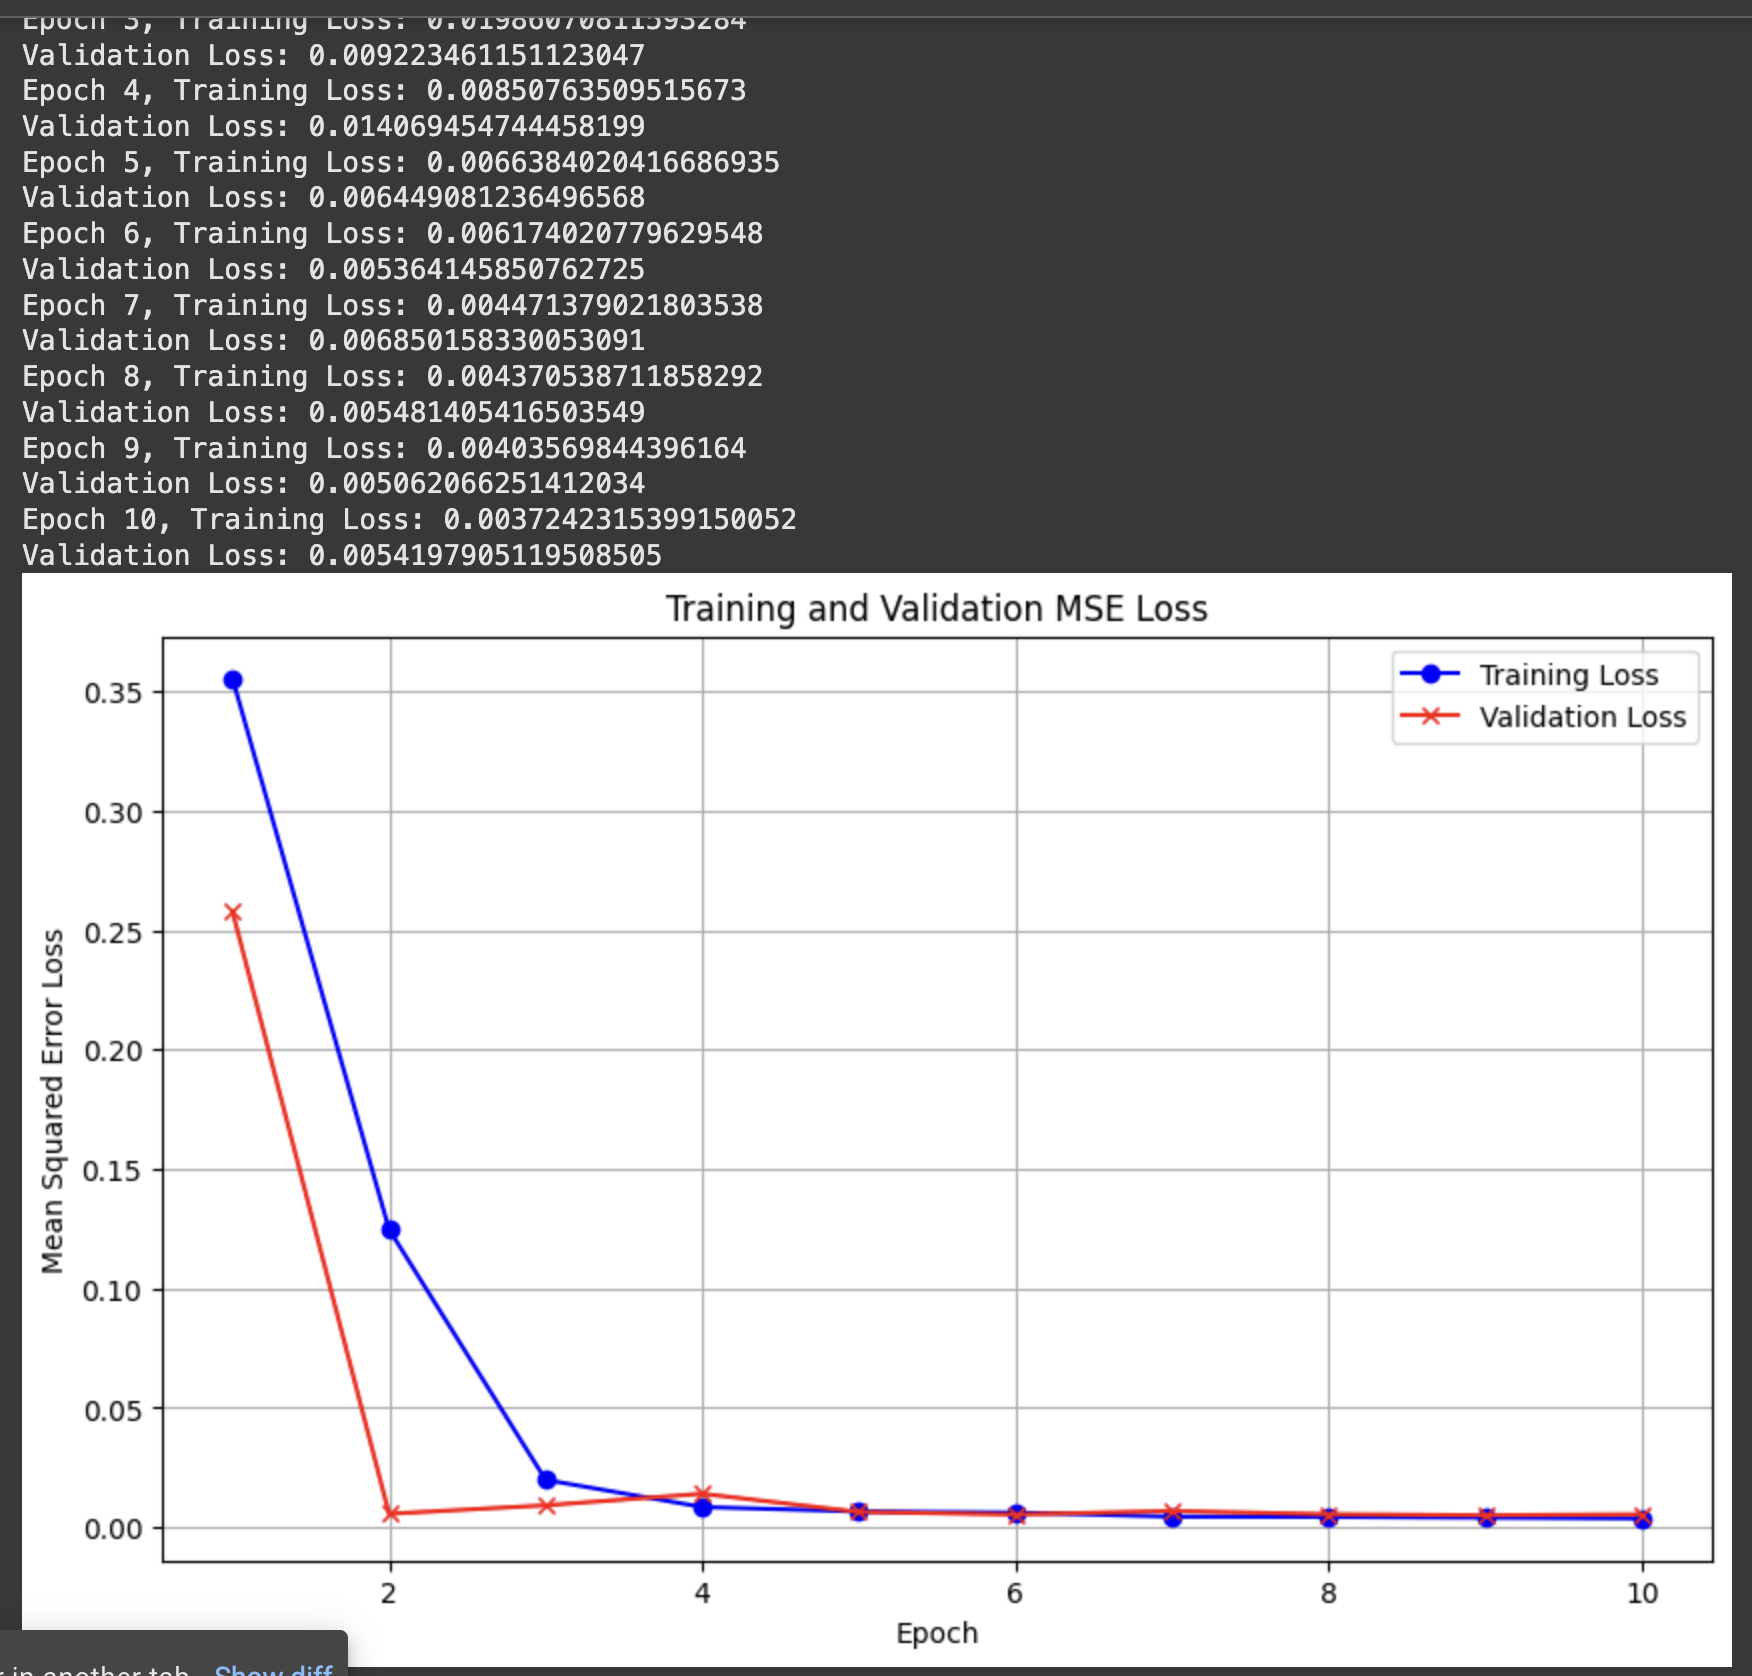 Epoch 3, Training Loss: 0.01986070811593284
Validation Loss: 0.009223461151123047
Epoch 4, Training Loss: 0.00850763509515673
Validation Loss: 0.014069454744458199
Epoch 5, Training Loss: 0.0066384020416686935
Validation Loss: 0.006449081236496568
Epoch 6, Training Loss: 0.006174020779629548
Validation Loss: 0.005364145850762725
Epoch 7, Training Loss: 0.004471379021803538
Validation Loss: 0.006850158330053091
Epoch 8, Training Loss: 0.004370538711858292
Validation Loss: 0.005481405416503549
Epoch 9, Training Loss: 0.00403569844396164
Validation Loss: 0.005062066251412034
Epoch 10, Training Loss: 0.0037242315399150052
Validation Loss: 0.0054197905119508505
Training and Validation MSE Loss
Training Loss
Validation Loss
Mean Squared Error Loss
0.35
0.30
0.25
0.20
0.15
0.10
0.05
0.00
2 4 6 8 10
Epoch
in another tab. Show diff